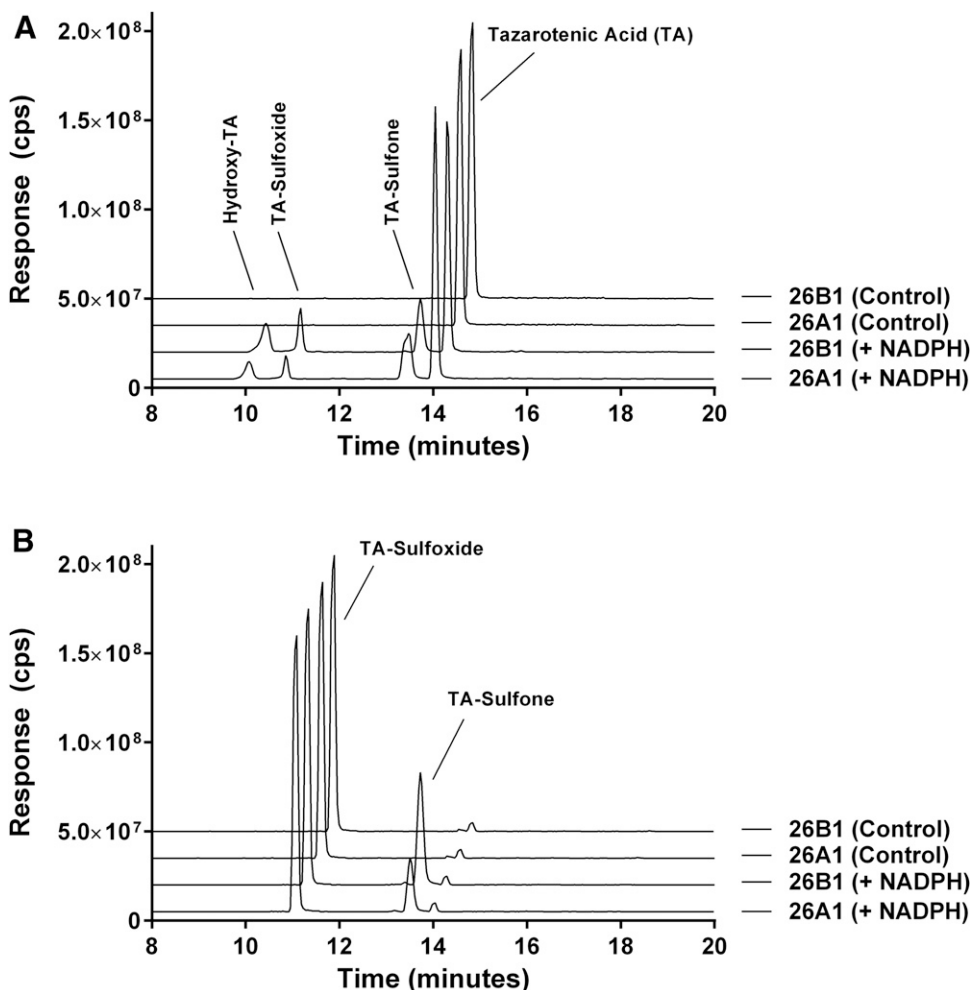 A
Response (cps)
2.0×10⁸
1.5×10⁸
1.0×10⁸
5.0×10⁷
0
Hydroxy-TA
TA-Sulfoxide
TA-Sulfone
Tazarotenic Acid (TA)
26B1 (Control)
26A1 (Control)
26B1 (+ NADPH)
26A1 (+ NADPH)
8 10 12 14 16 18 20
Time (minutes)
B
Response (cps)
2.0×10⁸
1.5×10⁸
1.0×10⁸
5.0×10⁷
0
TA-Sulfoxide
TA-Sulfone
26B1 (Control)
26A1 (Control)
26B1 (+ NADPH)
26A1 (+ NADPH)
8 10 12 14 16 18 20
Time (minutes)